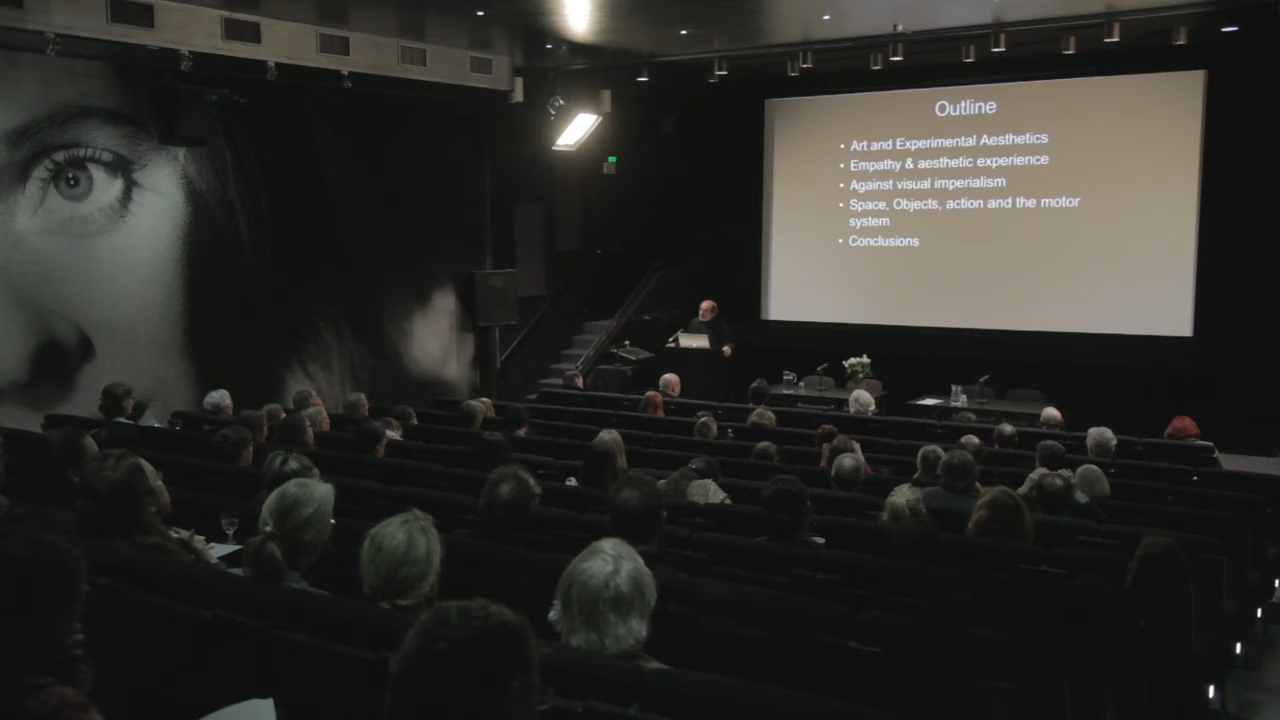 Outline
• Art and Experimental Aesthetics
• Empathy & aesthetic experience
• Against visual imperialism
• Space, Objects, action and the motor
system
• Conclusions